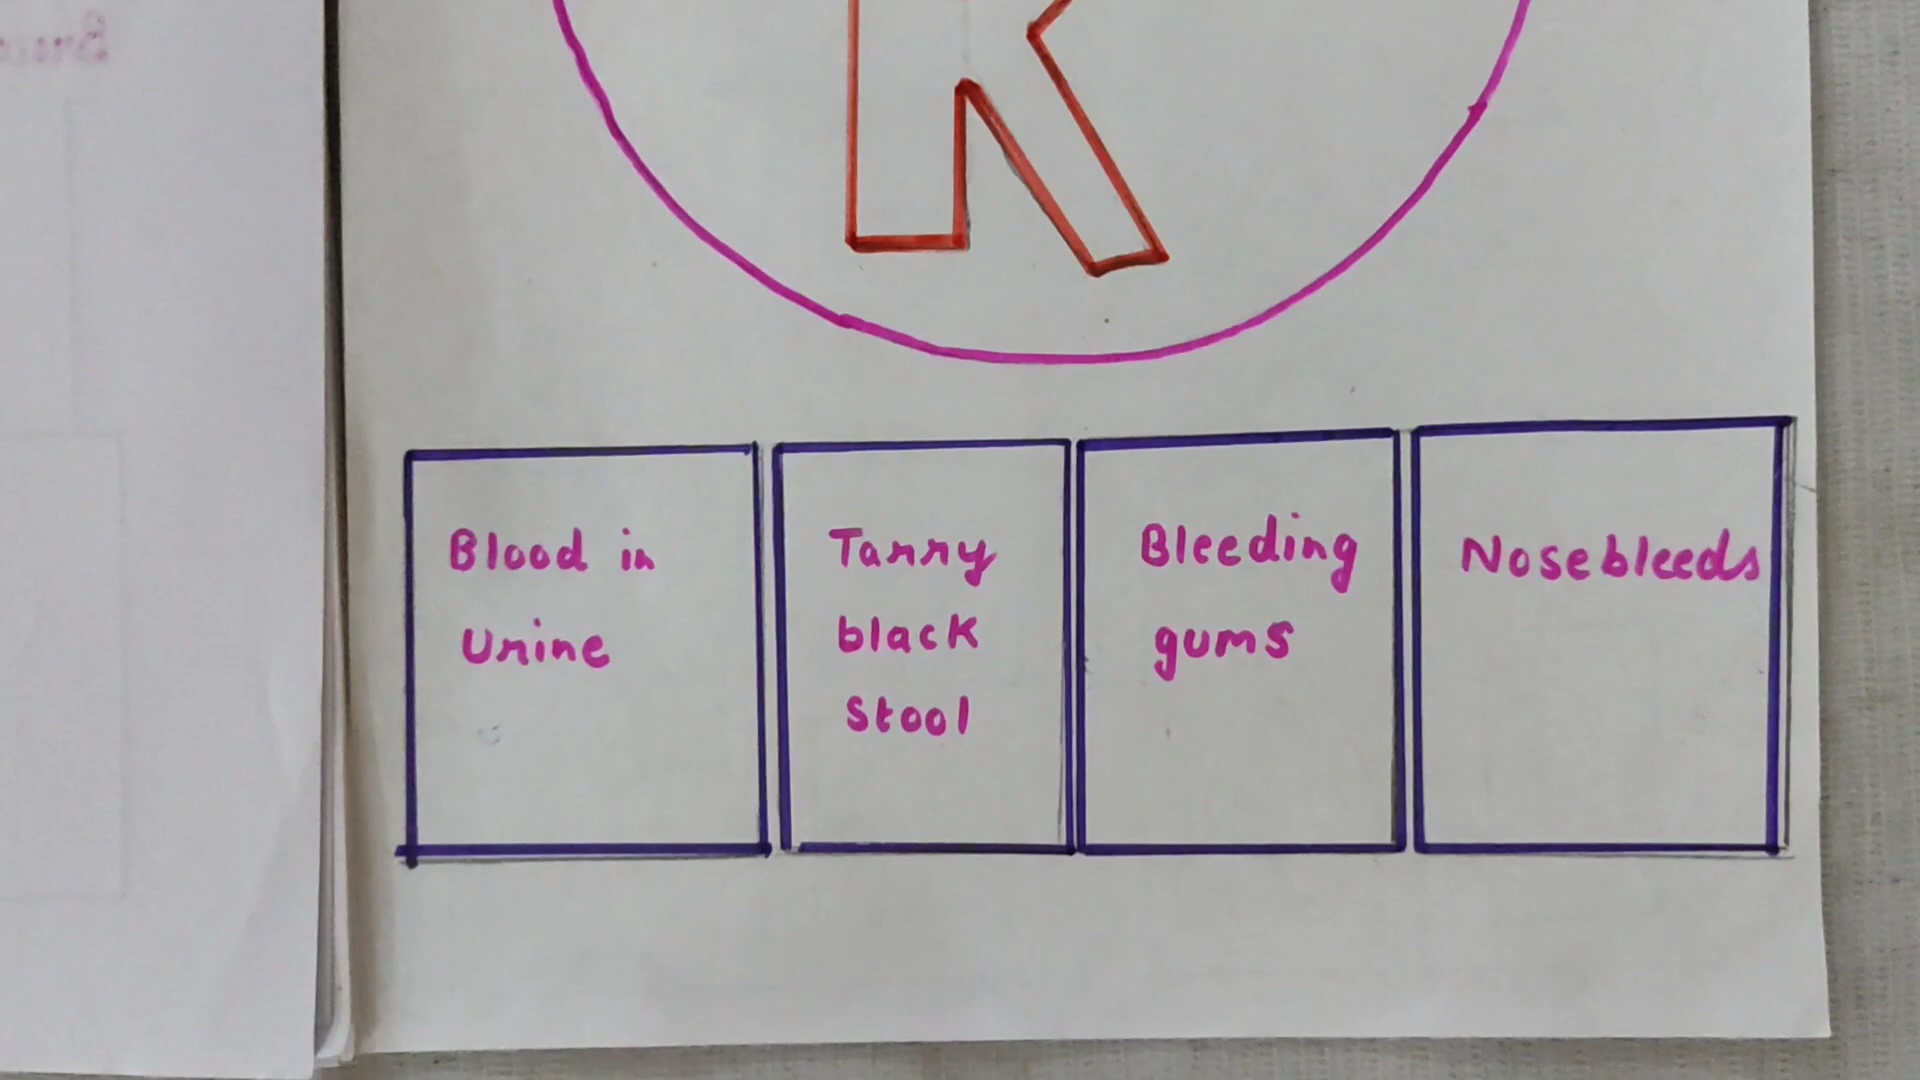 K
Blood in
Urine
Tarry
black
Stool
Bleeding
gums
Nosebleeds